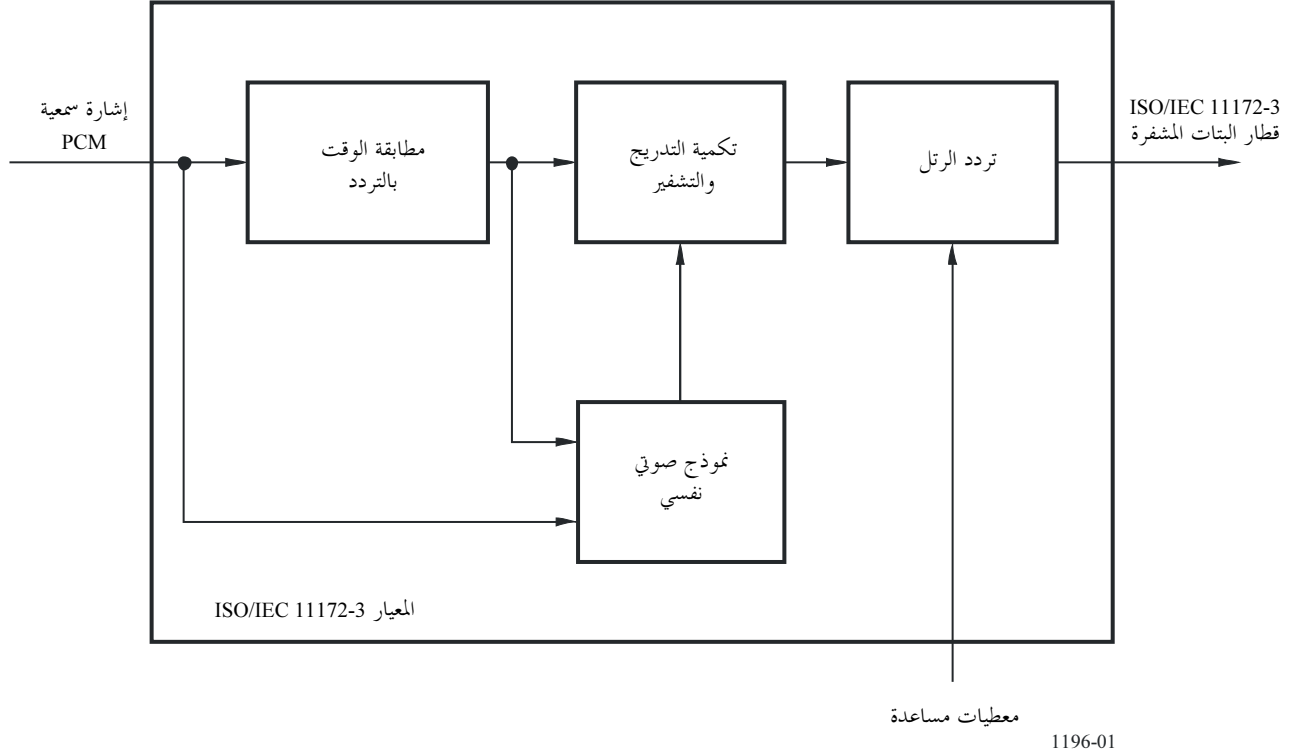 إشارة سمعية
PCM
مطابقة الوقت
بالتردد
تكمية التدريج
والتشفير
تردد الرتل
ISO/IEC 11172-3
قطار البتات المشفرة
نموذج صوتي
نفسي
المعيار ISO/IEC 11172-3
معطيات مساعدة
1196-01